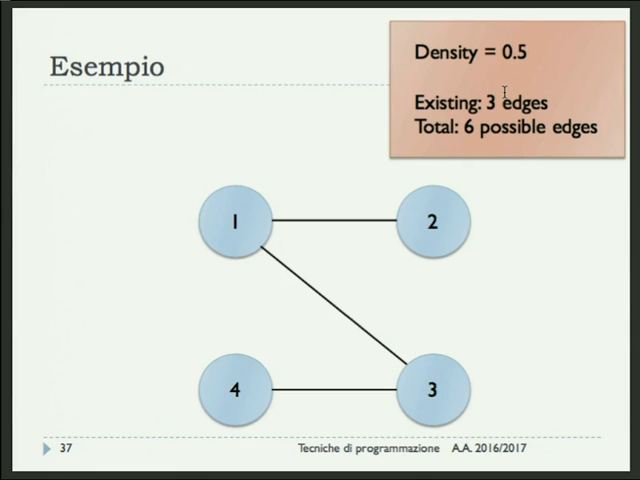 Esempio
Density = 0.5
Existing: 3 edges
Total: 6 possible edges
1
2
4
3
37
Tecniche di programmazione A.A. 2016/2017